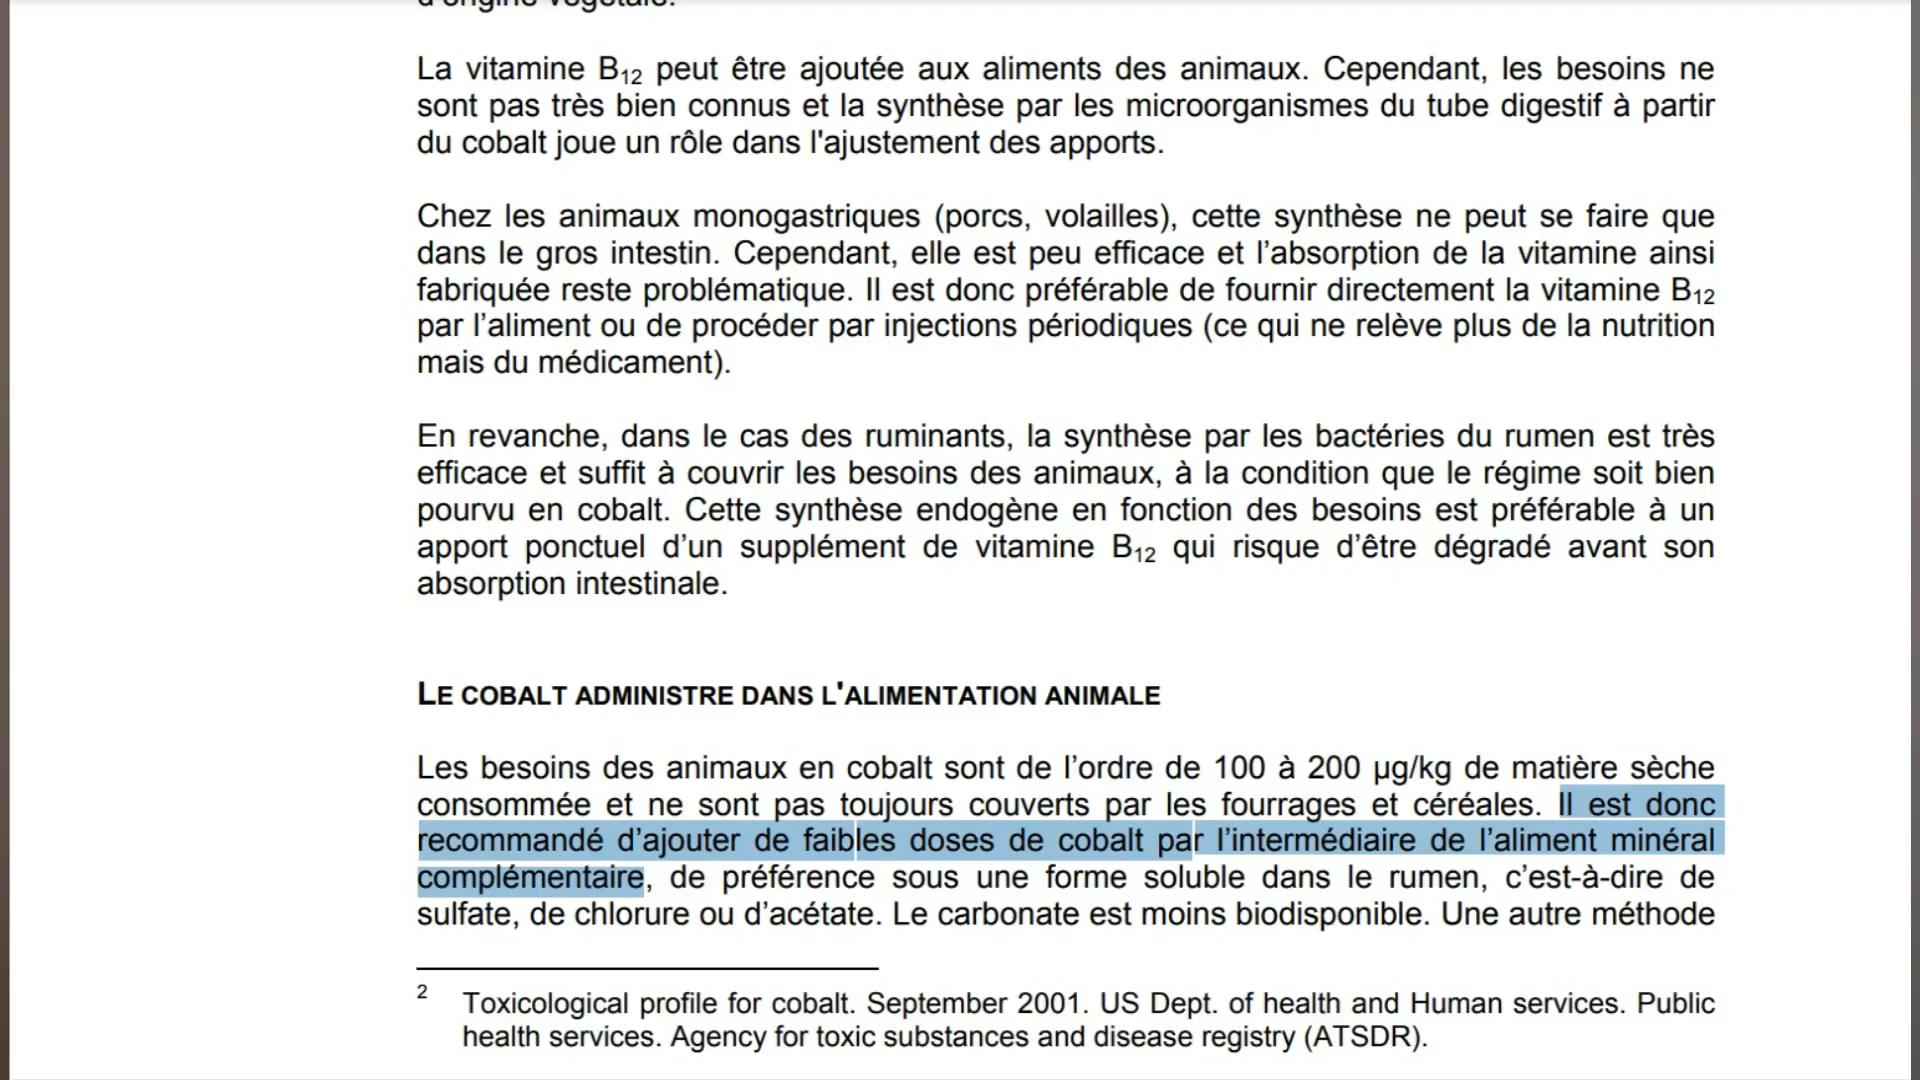 d'origine végétale.
La vitamine B12 peut être ajoutée aux aliments des animaux. Cependant, les besoins ne
sont pas très bien connus et la synthèse par les microorganismes du tube digestif à partir
du cobalt joue un rôle dans l'ajustement des apports.
Chez les animaux monogastriques (porcs, volailles), cette synthèse ne peut se faire que
dans le gros intestin. Cependant, elle est peu efficace et l’absorption de la vitamine ainsi
fabriquée reste problématique. Il est donc préférable de fournir directement la vitamine B12
par l’aliment ou de procéder par injections périodiques (ce qui ne relève plus de la nutrition
mais du médicament).
En revanche, dans le cas des ruminants, la synthèse par les bactéries du rumen est très
efficace et suffit à couvrir les besoins des animaux, à la condition que le régime soit bien
pourvu en cobalt. Cette synthèse endogène en fonction des besoins est préférable à un
apport ponctuel d’un supplément de vitamine B12 qui risque d’être dégradé avant son
absorption intestinale.
LE COBALT ADMINISTRE DANS L'ALIMENTATION ANIMALE
Les besoins des animaux en cobalt sont de l’ordre de 100 à 200 µg/kg de matière sèche
consommée et ne sont pas toujours couverts par les fourrages et céréales. Il est donc
recommandé d’ajouter de faibles doses de cobalt par l’intermédiaire de l’aliment minéral
complémentaire, de préférence sous une forme soluble dans le rumen, c’est-à-dire de
sulfate, de chlorure ou d’acétate. Le carbonate est moins biodisponible. Une autre méthode
2 Toxicological profile for cobalt. September 2001. US Dept. of health and Human services. Public
health services. Agency for toxic substances and disease registry (ATSDR).